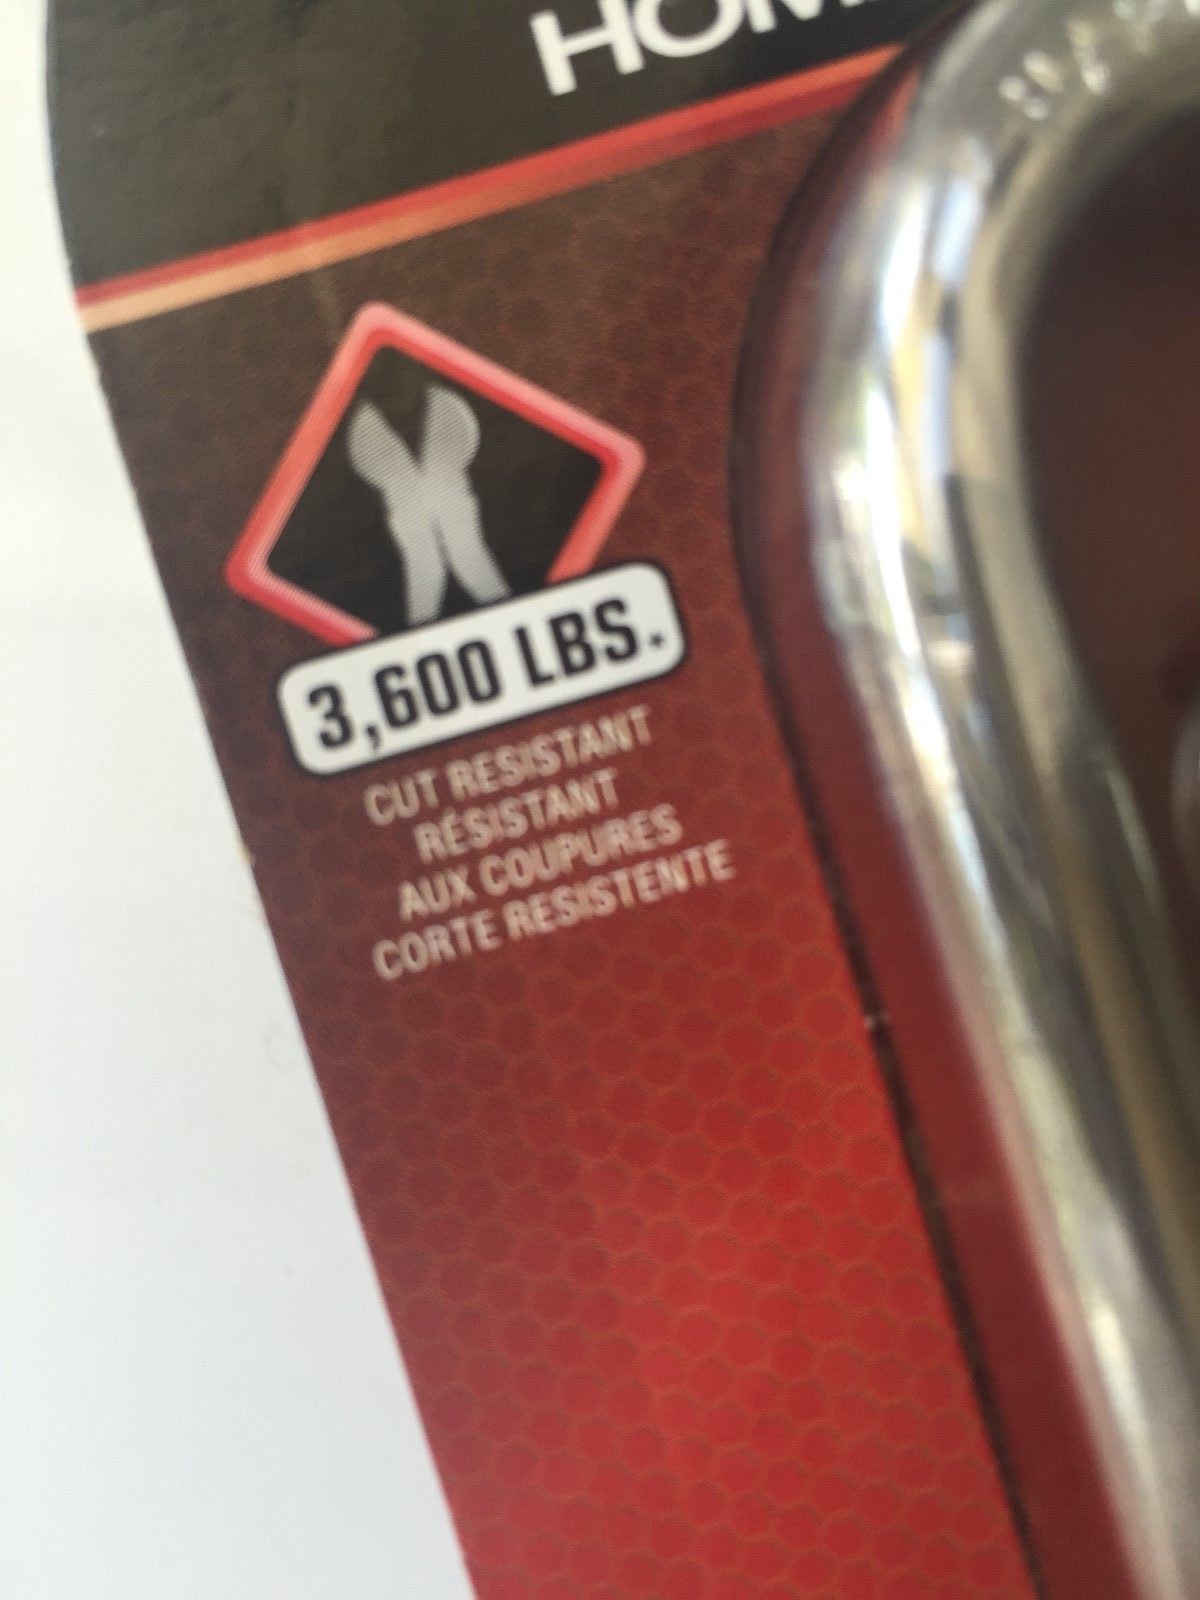 3,600 LBS.
CUT RESISTANT
RÉSISTANT
AUX COUPURES
CORTE RESISTENTE